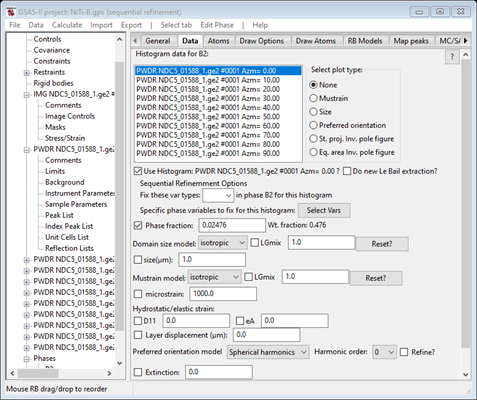 GSAS-II project: NiTi-B.gpx (sequential refinement)
File Data Calculate Import Export | Select tab Edit Phase | Help
Controls
Covariance
Constraints
Restraints
Rigid bodies
IMG NDC5_01588_1.ge2 #
Comments
Image Controls
Masks
Stress/Strain
PWDR NDC5_01588_1.ge2
Comments
Limits
Background
Instrument Parameter
Sample Parameters
Peak List
Index Peak List
Unit Cells List
Reflection Lists
PWDR NDC5_01588_1.ge2
PWDR NDC5_01588_1.ge2
PWDR NDC5_01588_1.ge2
PWDR NDC5_01588_1.ge2
PWDR NDC5_01588_1.ge2
PWDR NDC5_01588_1.ge2
PWDR NDC5_01588_1.ge2
PWDR NDC5_01588_1.ge2
PWDR NDC5_01588_1.ge2
Phases
B2
General Data Atoms Draw Options Draw Atoms RB Models Map peaks MC/SA
Histogram data for B2: ?
PWDR NDC5_01588_1.ge2 #0001 Azm= 0.00
PWDR NDC5_01588_1.ge2 #0001 Azm= 10.00
PWDR NDC5_01588_1.ge2 #0001 Azm= 20.00
PWDR NDC5_01588_1.ge2 #0001 Azm= 30.00
PWDR NDC5_01588_1.ge2 #0001 Azm= 40.00
PWDR NDC5_01588_1.ge2 #0001 Azm= 50.00
PWDR NDC5_01588_1.ge2 #0001 Azm= 60.00
PWDR NDC5_01588_1.ge2 #0001 Azm= 70.00
PWDR NDC5_01588_1.ge2 #0001 Azm= 80.00
PWDR NDC5_01588_1.ge2 #0001 Azm= 90.00
Select plot type:
None
Mustrain
Size
Preferred orientation
St. proj. Inv. pole figure
Eq. area Inv. pole figure
Use Histogram: PWDR NDC5_01588_1.ge2 #0001 Azm= 0.00 ? Do new Le Bail extraction?
Sequential Refinemment Options
Fix these var types: in phase B2 for this histogram
Specific phase variables to fix for this histogram: Select Vars
Phase fraction: 0.02476 Wt. fraction: 0.476
Domain size model: isotropic LGmix 1.0 Reset?
size(μm): 1.0
Mustrain model: isotropic LGmix 1.0 Reset?
microstrain: 1000.0
Hydrostatic/elastic strain:
D11 0.0 eA 0.0
Layer displacement (μm): 0.0
Preferred orientation model Spherical harmonics Harmonic order: 0 Refine?
Extinction: 0.0
Mouse RB drag/drop to reorder